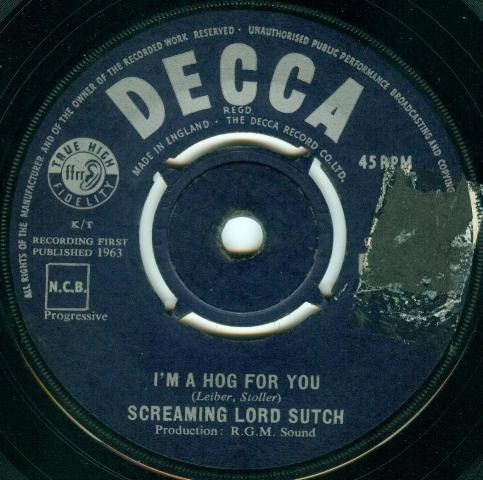 ALL RIGHTS OF THE MANUFACTURER AND OF THE OWNER OF THE RECORDED WORK RESERVED · UNAUTHORISED PUBLIC PERFORMANCE BROADCASTING AND COPYING
DECCA
REGD.
MADE IN ENGLAND · THE DECCA RECORD CO. LTD.
TRUE HIGH
ffrr
FIDELITY
45 RPM
K/T
RECORDING FIRST
PUBLISHED 1963
N.C.B.
Progressive
I'M A HOG FOR YOU
(Leiber, Stoller)
SCREAMING LORD SUTCH
Production: R.G.M. Sound